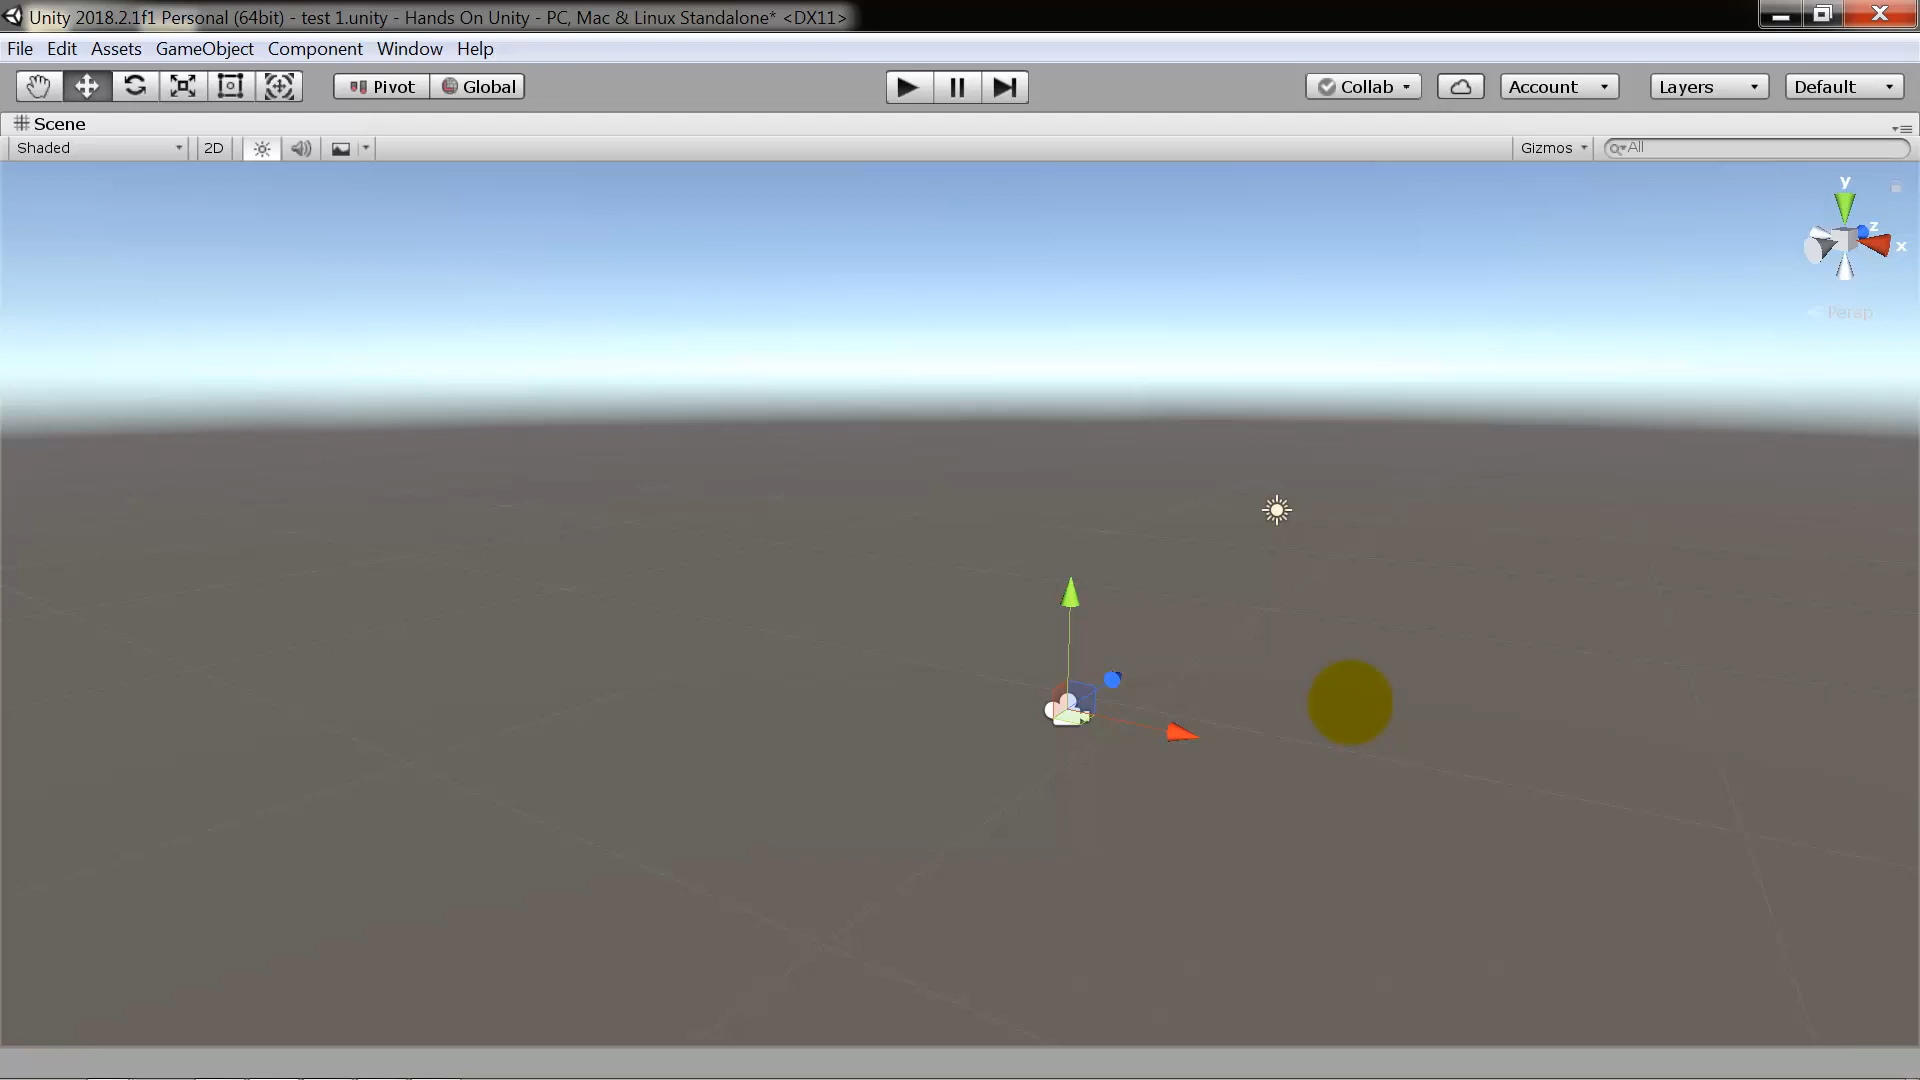 Unity 2018.2.1f1 Personal (64bit) - test 1.unity - Hands On Unity - PC, Mac & Linux Standalone* <DX11>
File Edit Assets GameObject Component Window Help
Pivot Global Collab Account Layers Default
Scene
Shaded 2D Gizmos All
y
z
x
Persp